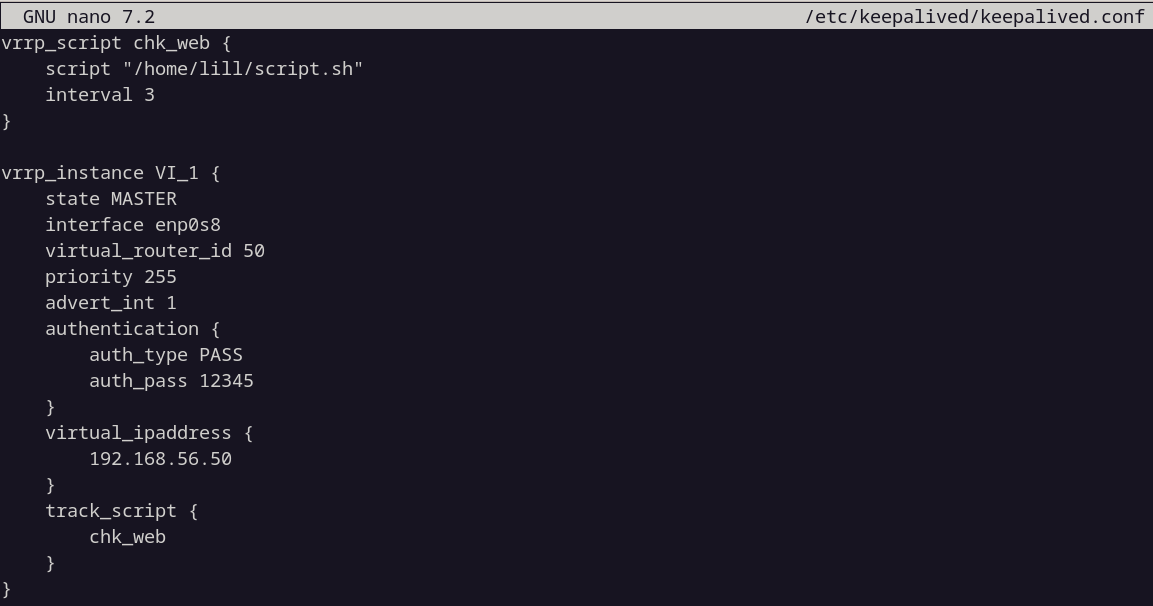 GNU nano 7.2 /etc/keepalived/keepalived.conf
vrrp_script chk_web {
    script "/home/lill/script.sh"
    interval 3
}

vrrp_instance VI_1 {
    state MASTER
    interface enp0s8
    virtual_router_id 50
    priority 255
    advert_int 1
    authentication {
        auth_type PASS
        auth_pass 12345
    }
    virtual_ipaddress {
        192.168.56.50
    }
    track_script {
        chk_web
    }
}